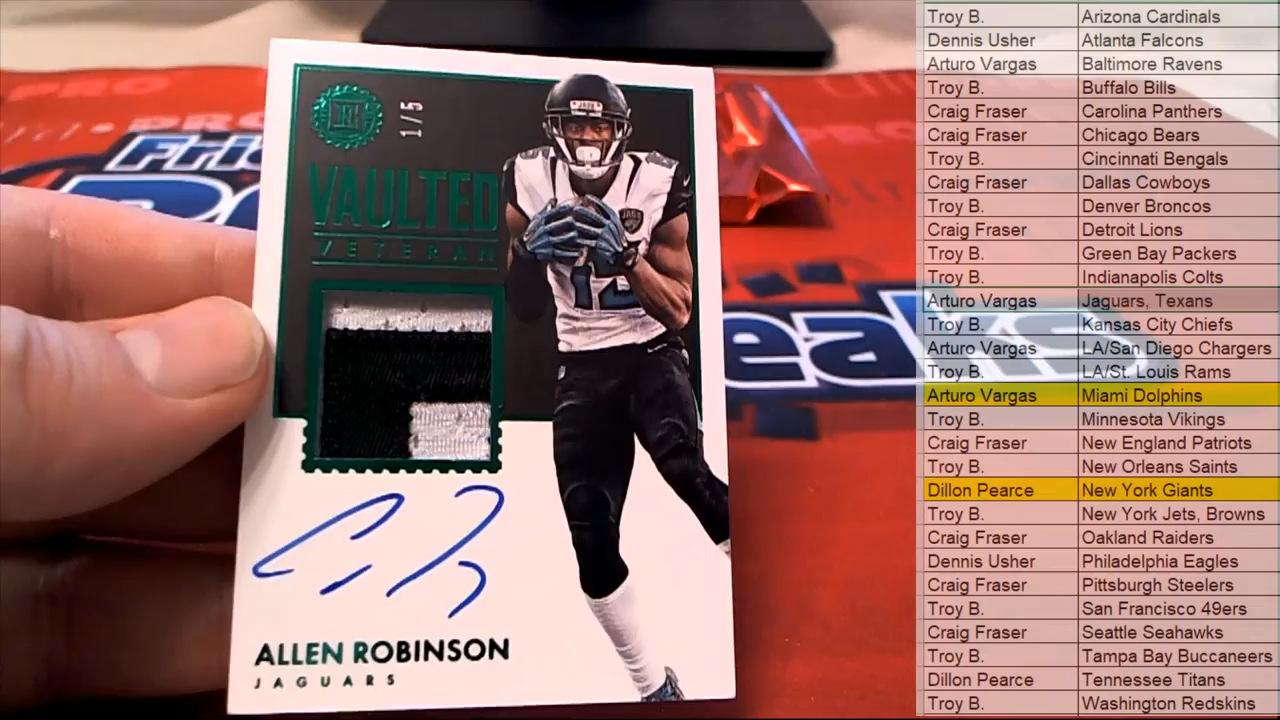 1/5
VAULTED
VETERAN
JAGS
ALLEN ROBINSON
JAGUARS
PRO
Fri
eaks
Troy B. Arizona Cardinals
Dennis Usher Atlanta Falcons
Arturo Vargas Baltimore Ravens
Troy B. Buffalo Bills
Craig Fraser Carolina Panthers
Craig Fraser Chicago Bears
Troy B. Cincinnati Bengals
Craig Fraser Dallas Cowboys
Troy B. Denver Broncos
Craig Fraser Detroit Lions
Troy B. Green Bay Packers
Troy B. Indianapolis Colts
Arturo Vargas Jaguars, Texans
Troy B. Kansas City Chiefs
Arturo Vargas LA/San Diego Chargers
Troy B. LA/St. Louis Rams
Arturo Vargas Miami Dolphins
Troy B. Minnesota Vikings
Craig Fraser New England Patriots
Troy B. New Orleans Saints
Dillon Pearce New York Giants
Troy B. New York Jets, Browns
Craig Fraser Oakland Raiders
Dennis Usher Philadelphia Eagles
Craig Fraser Pittsburgh Steelers
Troy B. San Francisco 49ers
Craig Fraser Seattle Seahawks
Troy B. Tampa Bay Buccaneers
Dillon Pearce Tennessee Titans
Troy B. Washington Redskins